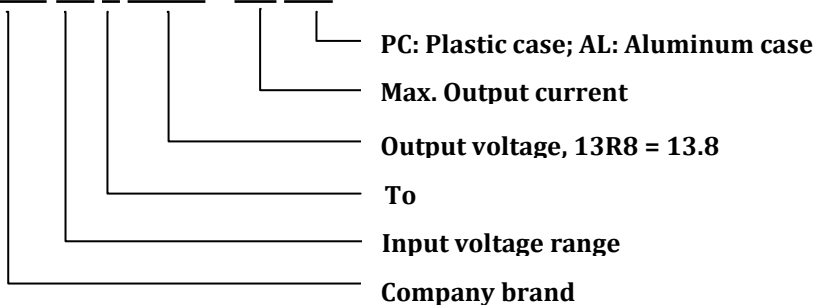 PC: Plastic case; AL: Aluminum case
Max. Output current
Output voltage, 13R8 = 13.8
To
Input voltage range
Company brand